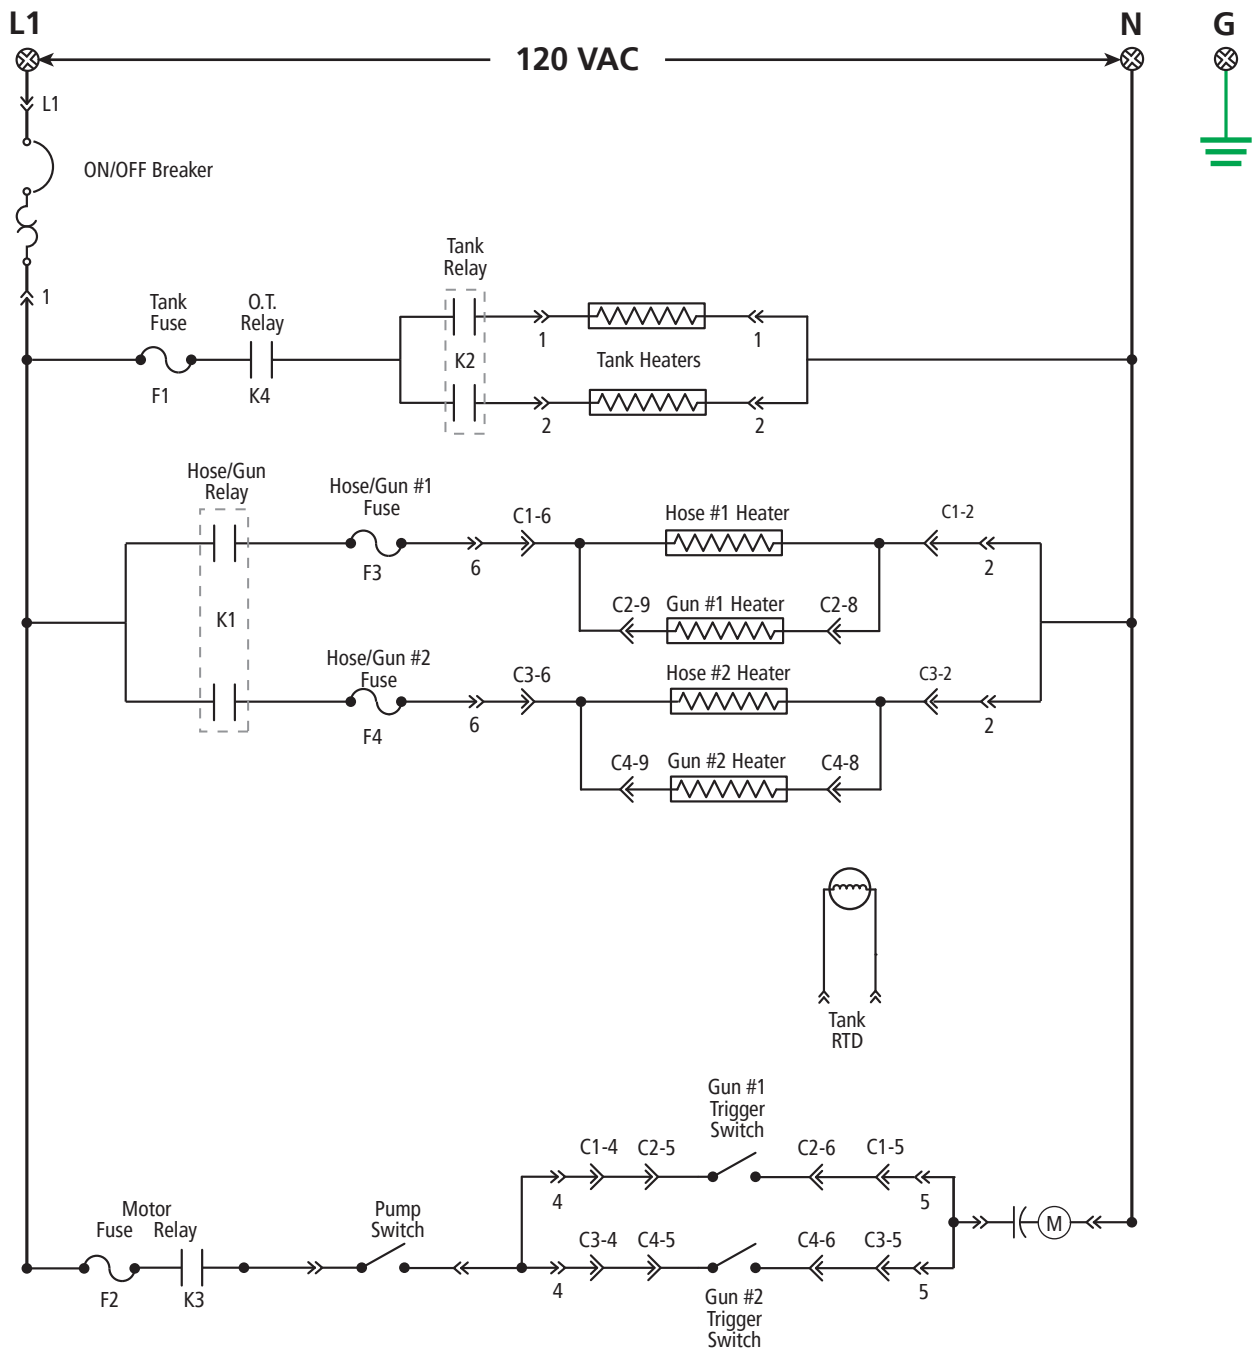 L1
N
G
120 VAC
L1
ON/OFF Breaker
1
Tank
Relay
Tank
Fuse
O.T.
Relay
1
1
K2
Tank Heaters
F1
K4
2
2
Hose/Gun
Relay
Hose/Gun #1
Fuse
C1-6
Hose #1 Heater
C1-2
F3
6
2
K1
C2-9
Gun #1 Heater
C2-8
Hose/Gun #2
Fuse
C3-6
Hose #2 Heater
C3-2
F4
6
2
C4-9
Gun #2 Heater
C4-8
Tank
RTD
Gun #1
Trigger
Switch
C1-4
C2-5
C2-6
C1-5
4
5
Motor
Fuse
Relay
Pump
Switch
M
C3-4
C4-5
C4-6
C3-5
F2
K3
4
5
Gun #2
Trigger
Switch